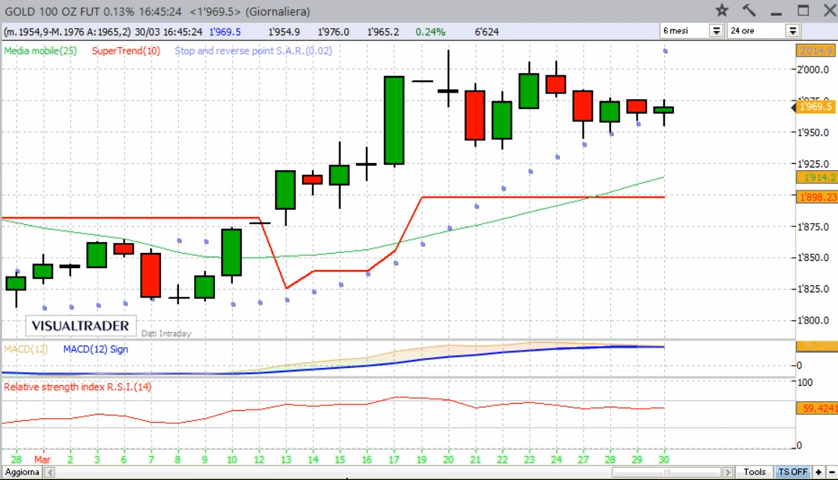 GOLD 100 OZ FUT 0.13% 16:45:24 <1'969.5> (Giornaliera)
(m.1954,9-M.1976 A:1965,2) 30/03 16:45:24 1'969.5 1'954.9 1'976.0 1'965.2 0.24% 6'624 6 mesi 24 ore
Media mobile(25) SuperTrend(10) Stop and reverse point S.A.R.(0.02)
2014.9
2'000.0
1969.5
1'950.0
1'925.0
1'914.2
1'898.23
1'875.0
1'850.0
1'825.0
1'800.0
VISUALTRADER
Dati Intraday
MACD(12) MACD(12) Sign
0
Relative strength index R.S.I.(14)
100
59.4241
0
28 Mar 2 3 6 7 8 9 10 12 13 14 15 16 17 19 20 21 22 23 24 27 28 29 30
Aggiorna Tools TS OFF